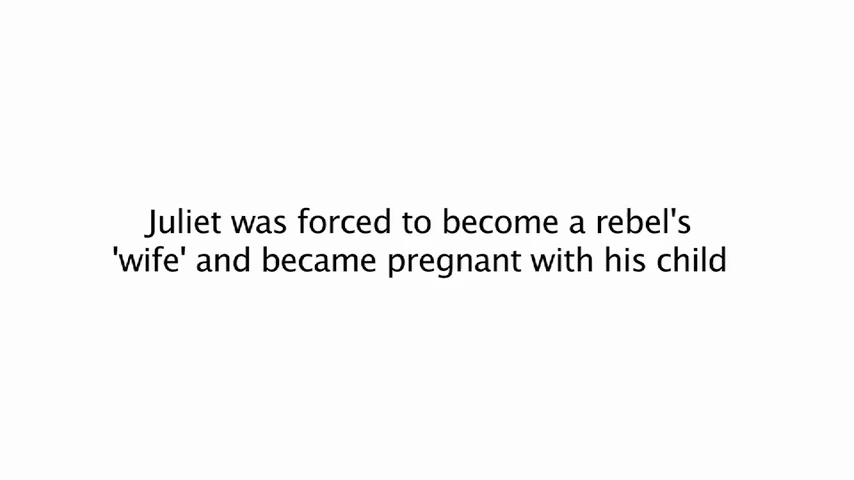 Juliet was forced to become a rebel's
'wife' and became pregnant with his child